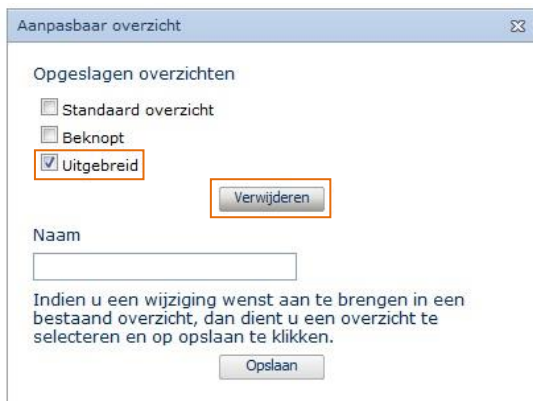 Aanpasbaar overzicht
Opgeslagen overzichten
Standaard overzicht
Beknopt
Uitgebreid
Verwijderen
Naam
Indien u een wijziging wenst aan te brengen in een
bestaand overzicht, dan dient u een overzicht te
selecteren en op opslaan te klikken.
Opslaan